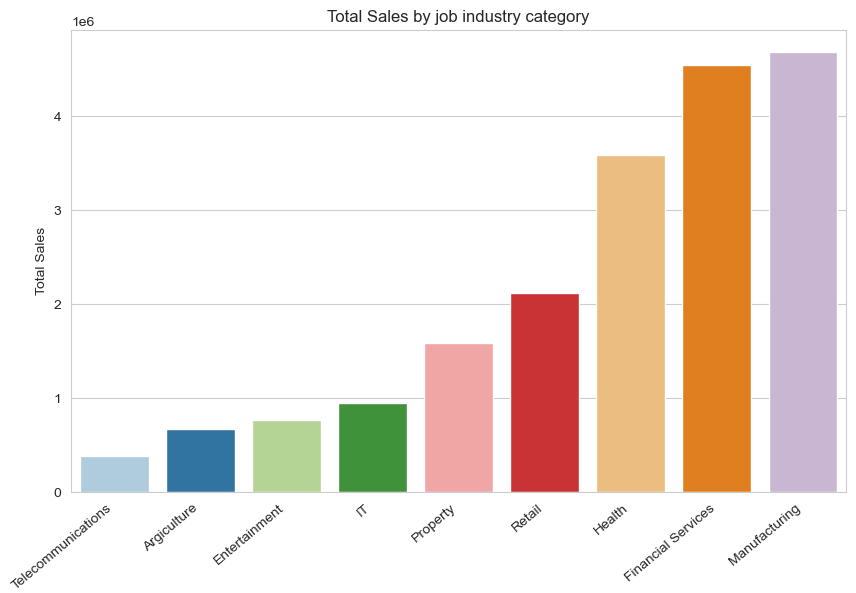 Total Sales by job industry category
1e6
Total Sales
4
3
2
1
0
Telecommunications
Argiculture
Entertainment
IT
Property
Retail
Health
Financial Services
Manufacturing